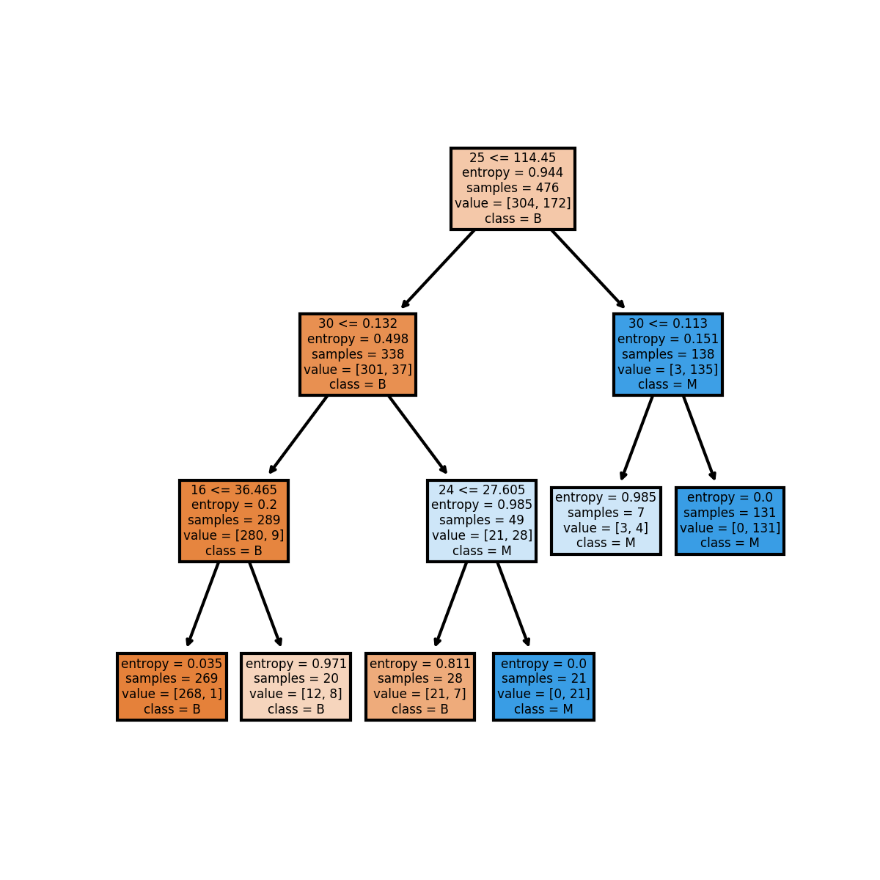 25 <= 114.45
entropy = 0.944
samples = 476
value = [304, 172]
class = B
30 <= 0.132
entropy = 0.498
samples = 338
value = [301, 37]
class = B
30 <= 0.113
entropy = 0.151
samples = 138
value = [3, 135]
class = M
16 <= 36.465
entropy = 0.2
samples = 289
value = [280, 9]
class = B
24 <= 27.605
entropy = 0.985
samples = 49
value = [21, 28]
class = M
entropy = 0.985
samples = 7
value = [3, 4]
class = M
entropy = 0.0
samples = 131
value = [0, 131]
class = M
entropy = 0.035
samples = 269
value = [268, 1]
class = B
entropy = 0.971
samples = 20
value = [12, 8]
class = B
entropy = 0.811
samples = 28
value = [21, 7]
class = B
entropy = 0.0
samples = 21
value = [0, 21]
class = M